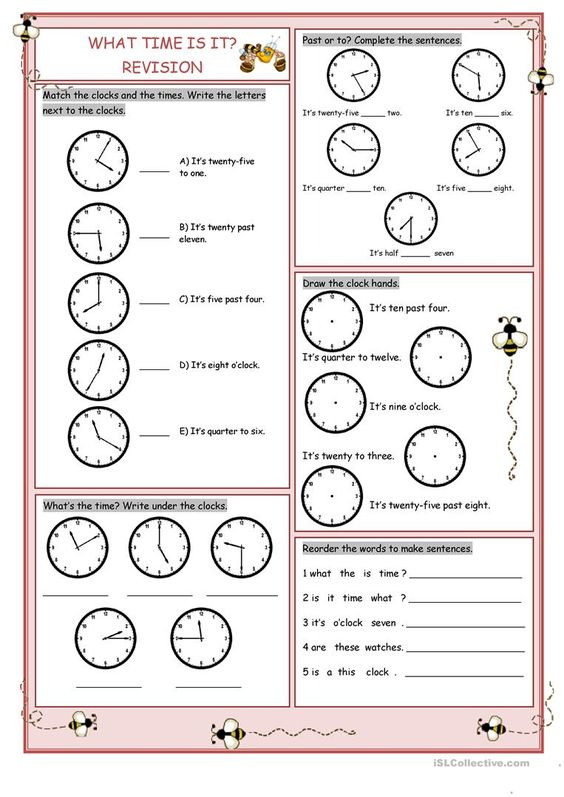 WHAT TIME IS IT?
REVISION
Match the clocks and the times. Write the letters
next to the clocks.
_____ A) It's twenty-five
to one.
_____ B) It's twenty past
eleven.
_____ C) It's five past four.
_____ D) It's eight o'clock.
_____ E) It's quarter to six.
What's the time? Write under the clocks.
Past or to? Complete the sentences.
It's twenty-five _____ two.
It's ten _____ six.
It's quarter _____ ten.
It's five _____ eight.
It's half ______ seven
Draw the clock hands.
It's ten past four.
It's quarter to twelve.
It's nine o'clock.
It's twenty to three.
It's twenty-five past eight.
Reorder the words to make sentences.
1 what the is time ? ____________________
2 is it time what ? ____________________
3 it's o'clock seven . ____________________
4 are these watches. ____________________
5 is a this clock . ____________________
iSLCollective.com